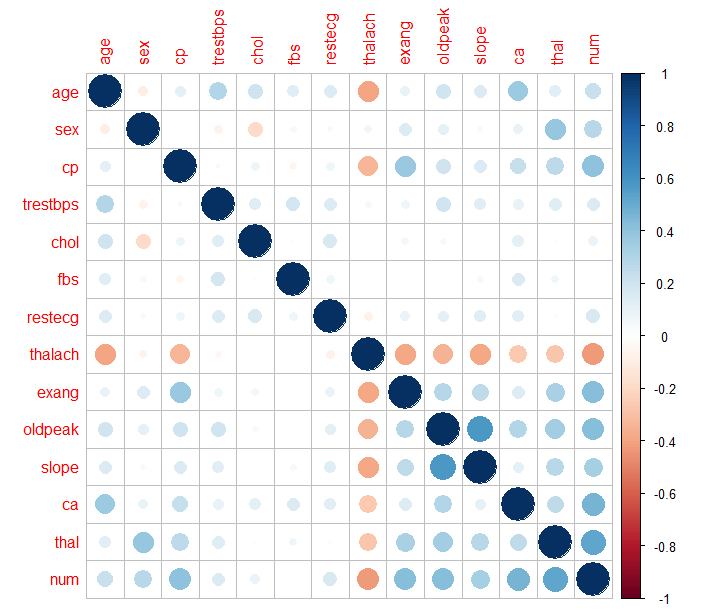 age sex cp trestbps chol fbs restecg thalach exang oldpeak slope ca thal num
age
sex
cp
trestbps
chol
fbs
restecg
thalach
exang
oldpeak
slope
ca
thal
num
1
0.8
0.6
0.4
0.2
0
-0.2
-0.4
-0.6
-0.8
-1